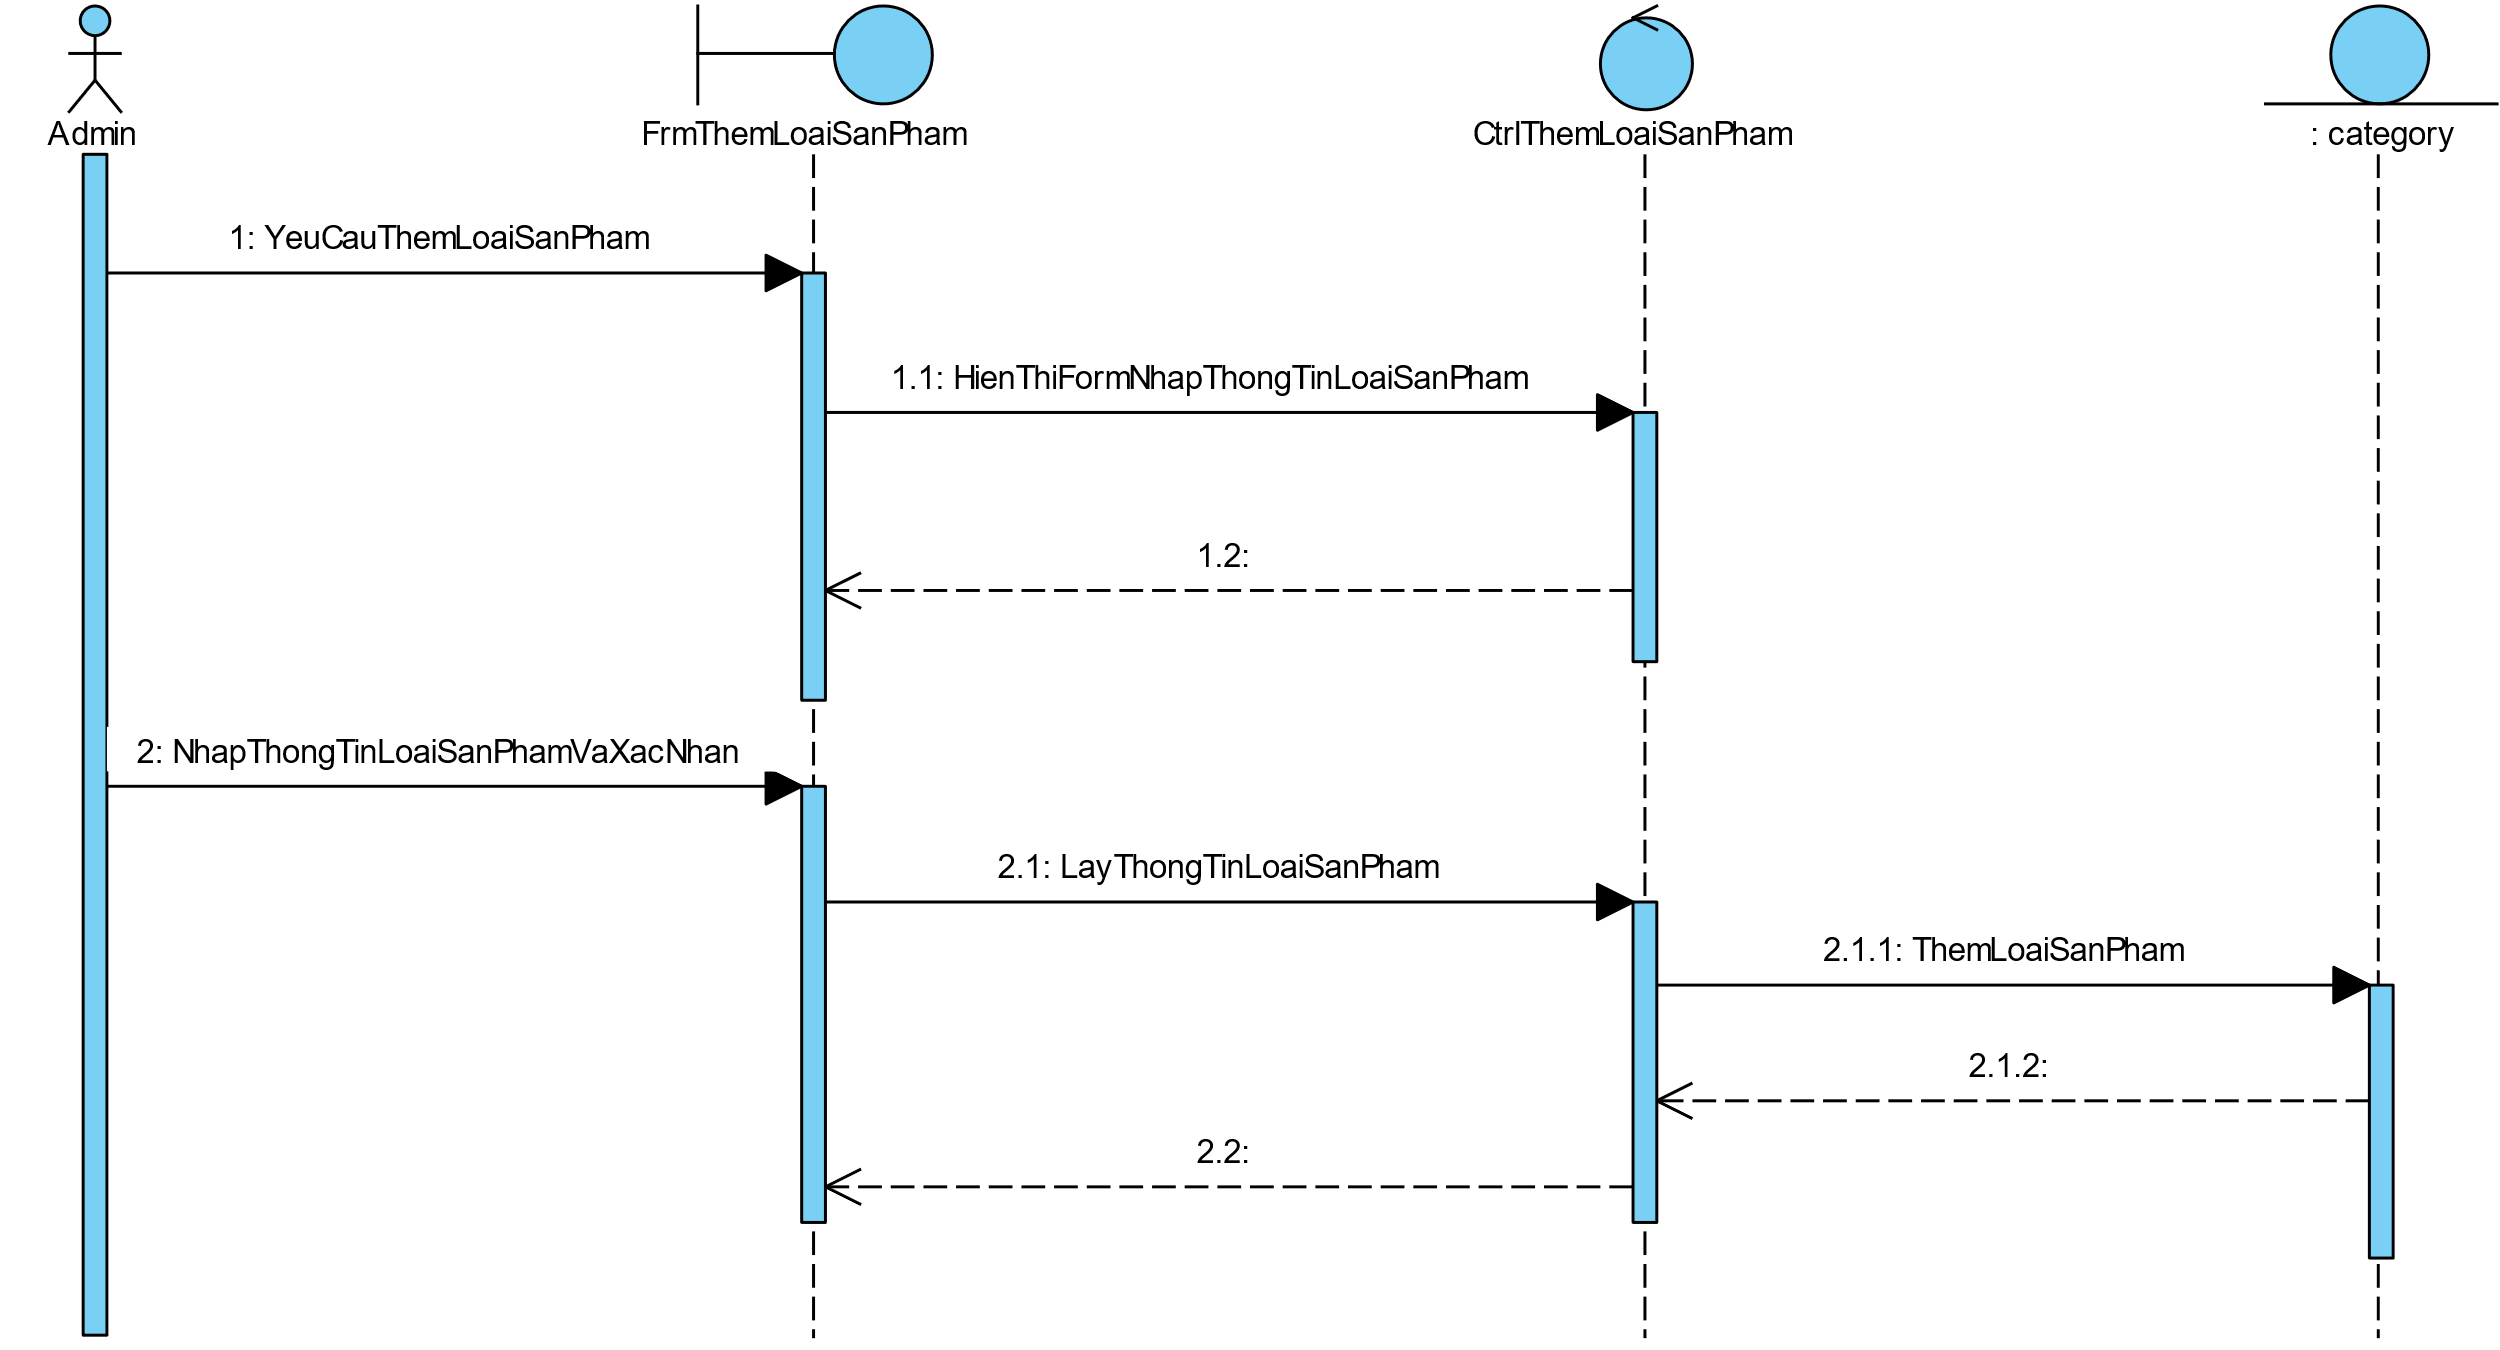 Admin
FrmThemLoaiSanPham
CtrlThemLoaiSanPham
: category
1: YeuCauThemLoaiSanPham
1.1: HienThiFormNhapThongTinLoaiSanPham
1.2:
2: NhapThongTinLoaiSanPhamVaXacNhan
2.1: LayThongTinLoaiSanPham
2.1.1: ThemLoaiSanPham
2.1.2:
2.2: